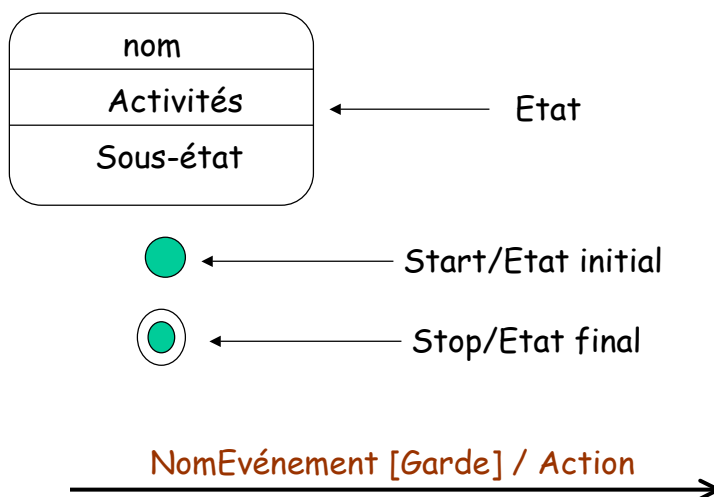 nom
Activités
Etat
Sous-état
Start/Etat initial
Stop/Etat final
NomEvénement [Garde] / Action